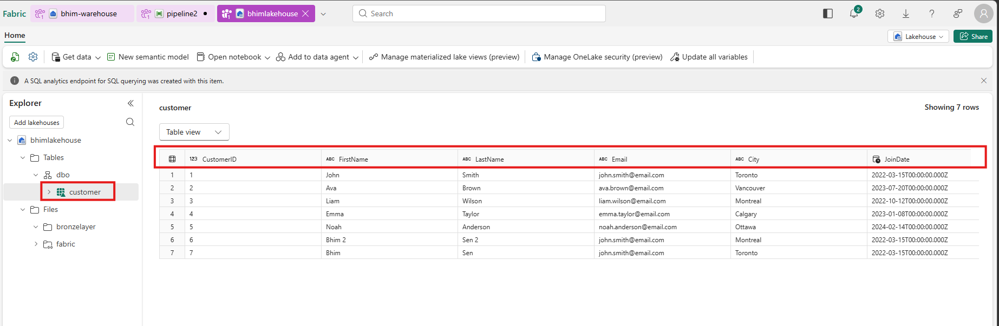 Fabric bhim-warehouse pipeline2 bhimlakehouse Search 2
Home Lakehouse Share
Get data New semantic model Open notebook Add to data agent Manage materialized lake views (preview) Manage OneLake security (preview) Update all variables
A SQL analytics endpoint for SQL querying was created with this item.
Explorer
Add lakehouses
bhimlakehouse
Tables
dbo
customer
Files
bronzelayer
fabric
customer Showing 7 rows
Table view
123 CustomerID ABC FirstName ABC LastName ABC Email ABC City JoinDate
1 1 John Smith john.smith@email.com Toronto 2022-03-15T00:00:00.000Z
2 2 Ava Brown ava.brown@email.com Vancouver 2023-07-20T00:00:00.000Z
3 3 Liam Wilson liam.wilson@email.com Montreal 2022-10-12T00:00:00.000Z
4 4 Emma Taylor emma.taylor@email.com Calgary 2023-01-08T00:00:00.000Z
5 5 Noah Anderson noah.anderson@email.com Ottawa 2024-02-14T00:00:00.000Z
6 6 Bhim 2 Sen 2 john.smith@email.com Montreal 2022-03-15T00:00:00.000Z
7 7 Bhim Sen john.smith@email.com Toronto 2022-03-15T00:00:00.000Z